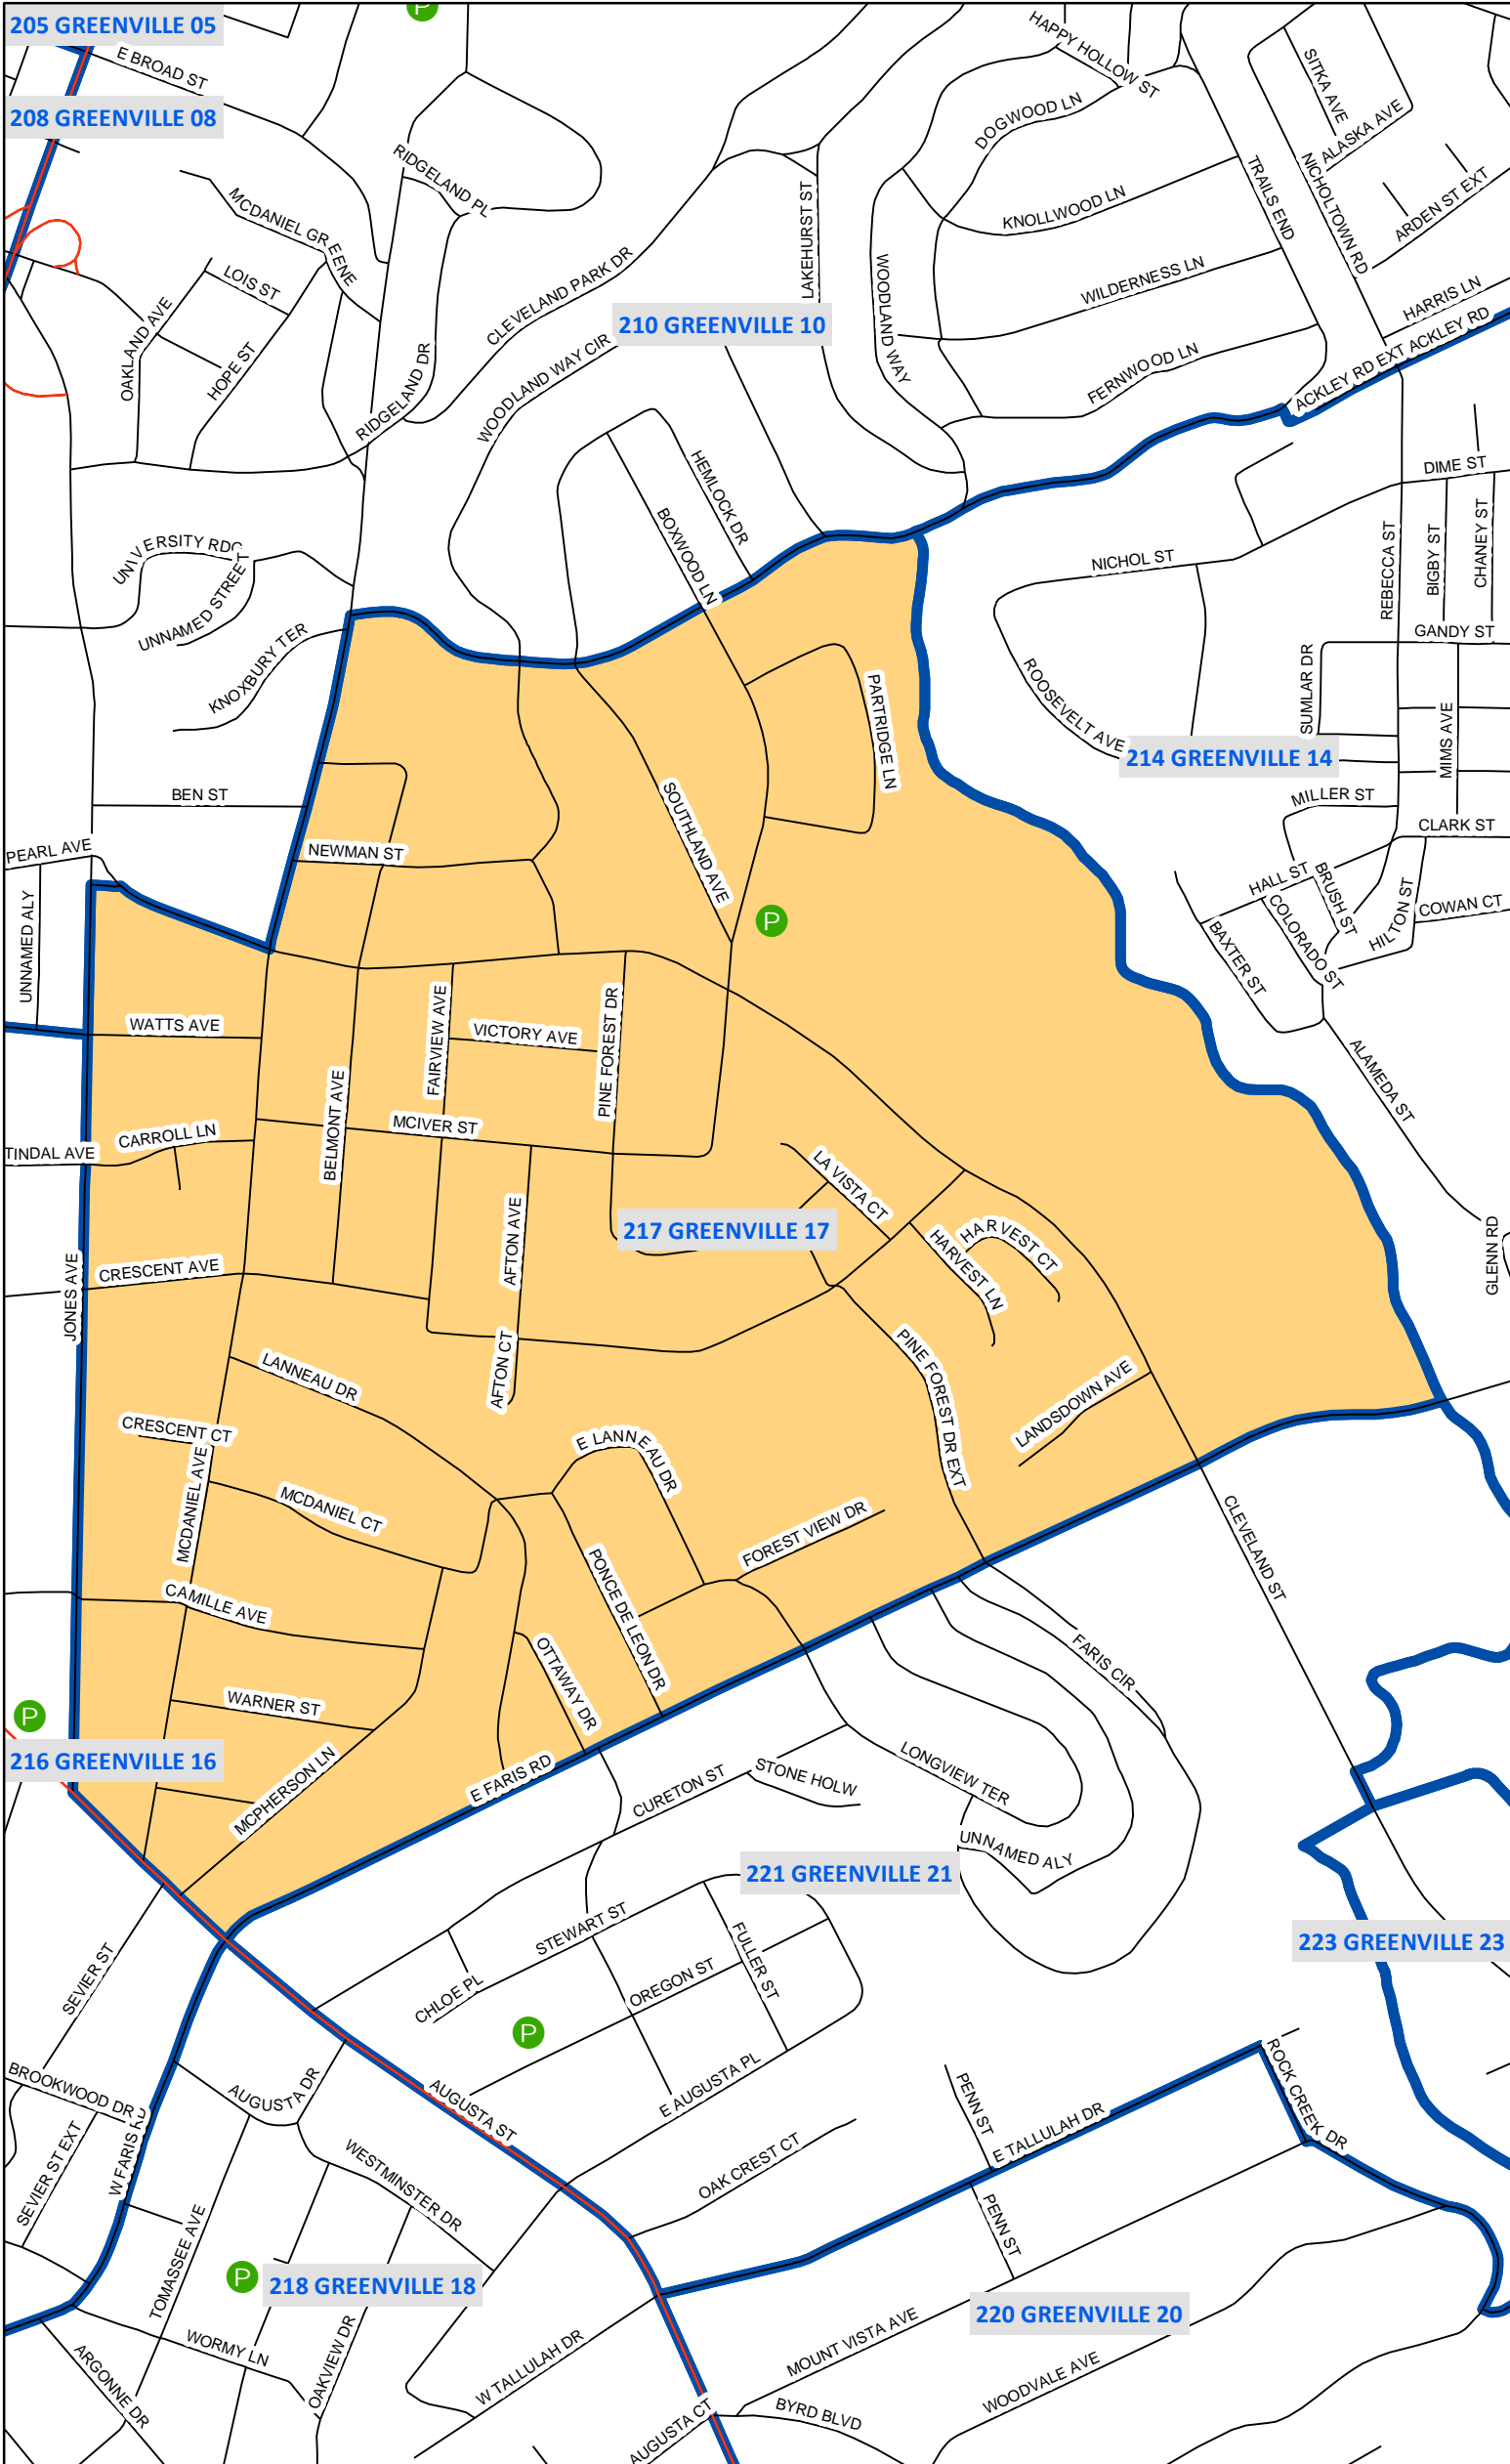 205 GREENVILLE 05
E BROAD ST
P
HAPPY HOLLOW ST
SITKA AVE
208 GREENVILLE 08
DOGWOOD LN
ALASKA AVE
RIDGELAND PL
TRAILS END
NICHOLTOWN RD
ARDEN ST EXT
MCDANIEL GREENE
LAKEHURST ST
KNOLLWOOD LN
LOIS ST
CLEVELAND PARK DR
WOODLAND WAY
WILDERNESS LN
HARRIS LN
OAKLAND AVE
210 GREENVILLE 10
ACKLEY RD
HOPE ST
RIDGELAND DR
WOODLAND WAY CIR
FERNWOOD LN
ACKLEY RD EXT
HEMLOCK DR
DIME ST
BOXWOOD LN
UNIVERSITY RDG
UNNAMED STREET
NICHOL ST
REBECCA ST
BIGBY ST
CHANEY ST
KNOXBURY TER
GANDY ST
PARTRIDGE LN
ROOSEVELT AVE
SUMLAR DR
MIMS AVE
214 GREENVILLE 14
BEN ST
SOUTHLAND AVE
MILLER ST
CLARK ST
PEARL AVE
NEWMAN ST
HALL ST
BRUSH ST
HILTON ST
COWAN CT
P
UNNAMED ALY
COLORADO ST
BAXTER ST
WATTS AVE
FAIRVIEW AVE
VICTORY AVE
PINE FOREST DR
ALAMEDA ST
BELMONT AVE
MCIVER ST
TINDAL AVE
CARROLL LN
LA VISTA CT
AFTON AVE
217 GREENVILLE 17
HARVEST CT
HARVEST LN
GLENN RD
JONES AVE
CRESCENT AVE
LANNEAU DR
AFTON CT
PINE FOREST DR EXT
LANDSDOWN AVE
CRESCENT CT
E LANNEAU DR
MCDANIEL AVE
MCDANIEL CT
FOREST VIEW DR
CLEVELAND ST
CAMILLE AVE
PONCE DE LEON DR
OTTAWAY DR
FARIS CIR
WARNER ST
P
216 GREENVILLE 16
MCPHERSON LN
E FARIS RD
CURETON ST
STONE HOLW
LONGVIEW TER
UNNAMED ALY
221 GREENVILLE 21
STEWART ST
FULLER ST
223 GREENVILLE 23
SEVIER ST
CHLOE PL
OREGON ST
P
BROOKWOOD DR
AUGUSTA DR
AUGUSTA ST
E AUGUSTA PL
PENN ST
E TALLULAH DR
ROCK CREEK DR
SEVIER ST EXT
W FARIS RD
WESTMINSTER DR
OAK CREST CT
PENN ST
TOMASSEE AVE
P
218 GREENVILLE 18
220 GREENVILLE 20
WORMY LN
OAKVIEW DR
ARGONNE DR
W TALLULAH DR
MOUNT VISTA AVE
WOODVALE AVE
AUGUSTA CT
BYRD BLVD